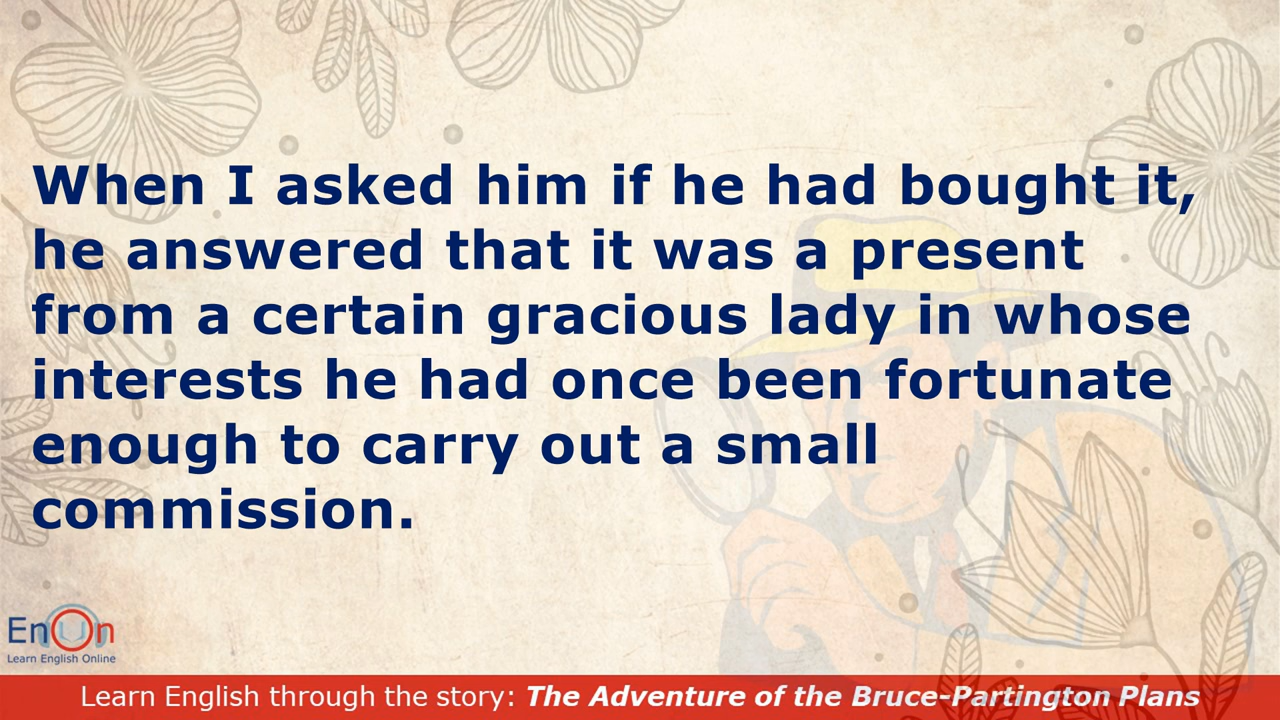 When I asked him if he had bought it,
he answered that it was a present
from a certain gracious lady in whose
interests he had once been fortunate
enough to carry out a small
commission.
EnOn
Learn English Online
Learn English through the story: The Adventure of the Bruce-Partington Plans